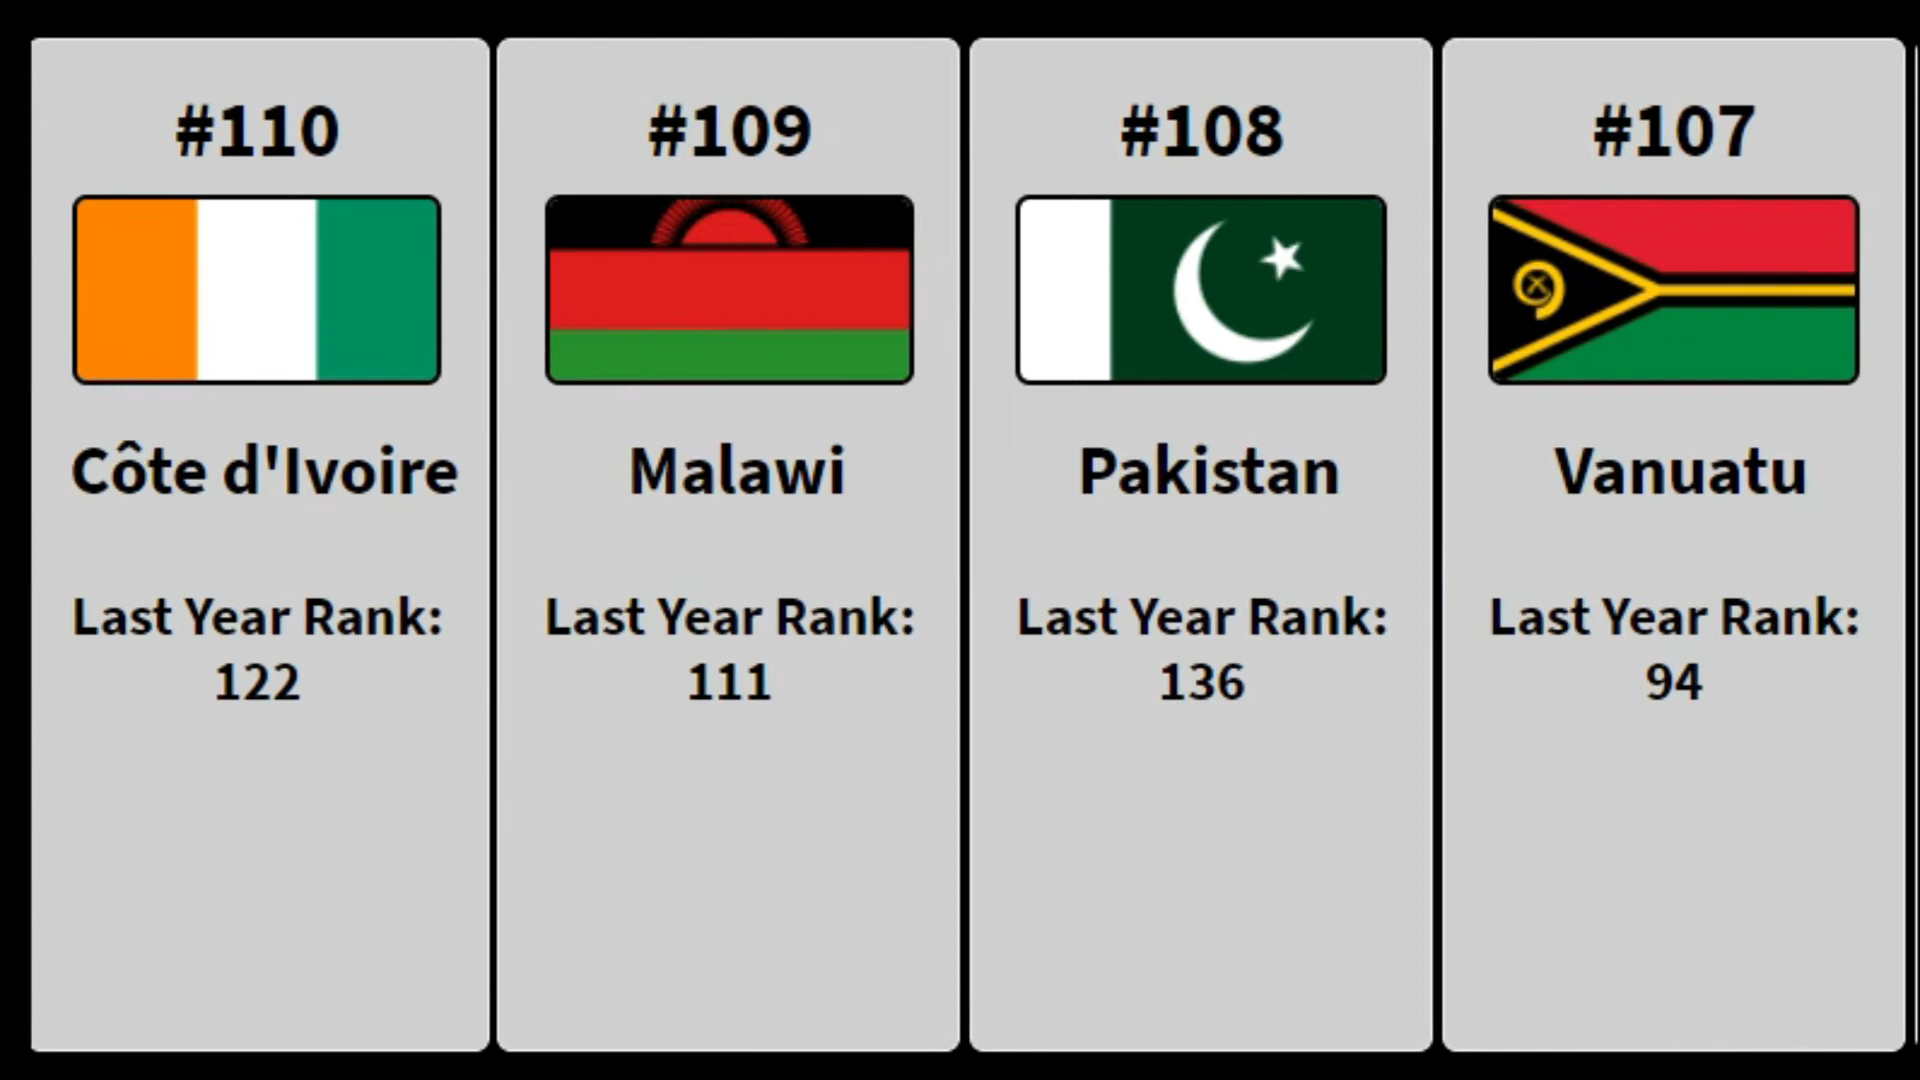 #110
Côte d'Ivoire
Last Year Rank:
122
#109
Malawi
Last Year Rank:
111
#108
Pakistan
Last Year Rank:
136
#107
Vanuatu
Last Year Rank:
94